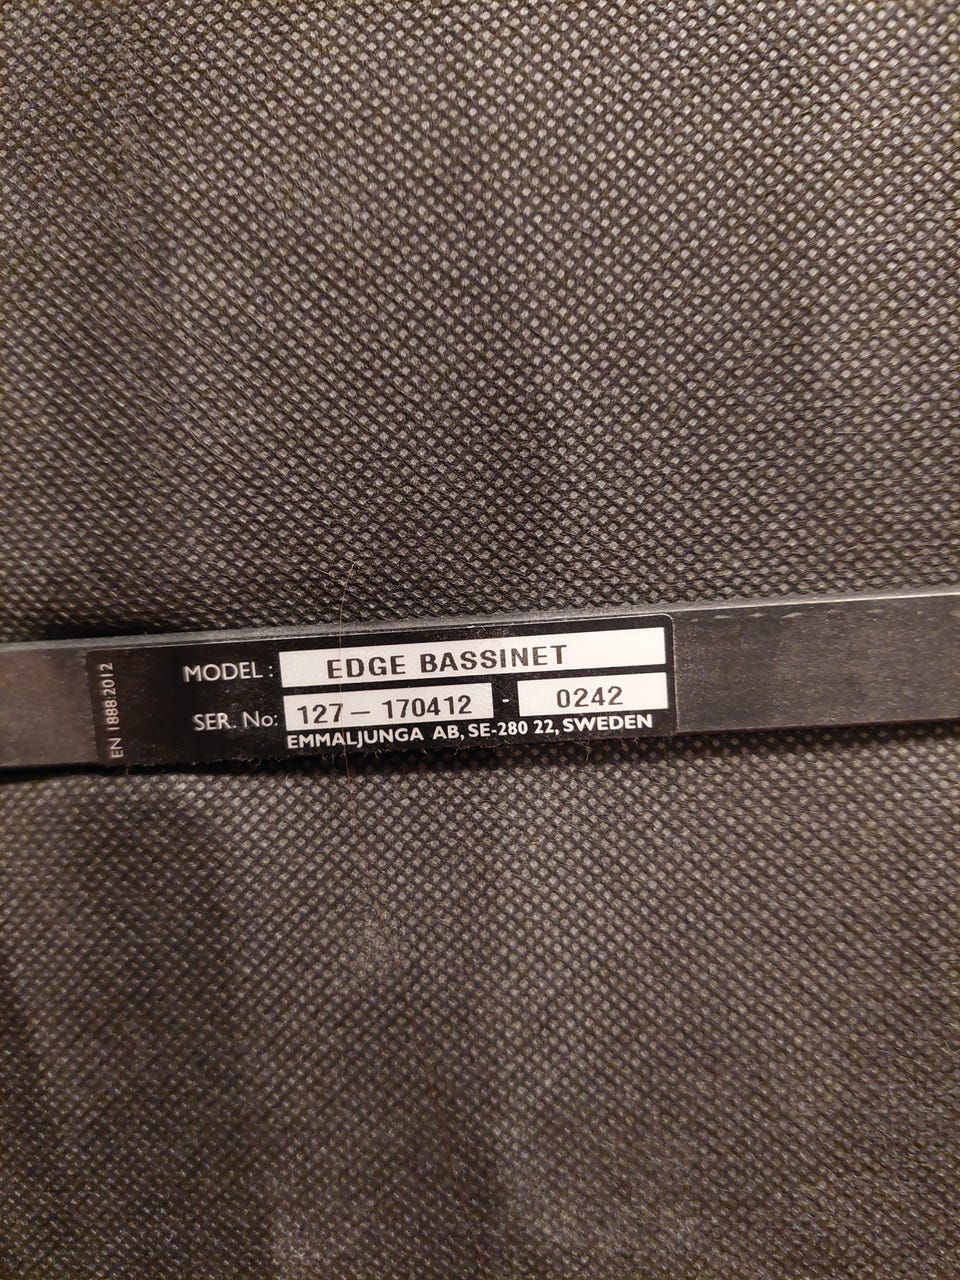 MODEL: EDGE BASSINET
SER. No: 127-170412 - 0242
EMMALJUNGA AB, SE-280 22, SWEDEN
EN 1888:2012